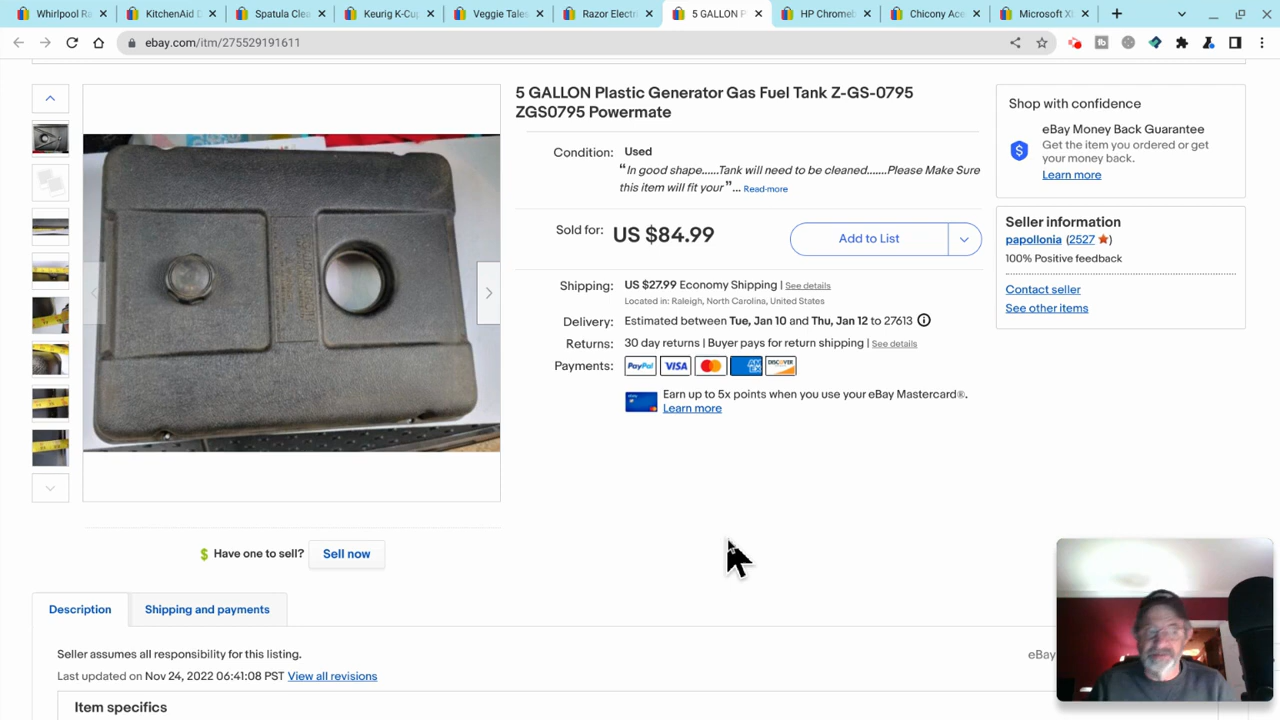 Whirlpool R
KitchenAid D
Spatula Clea
Keurig K-Cu
Veggie Tales
Razor Electri
5 GALLON P
HP Chromeb
Chicony Ace
Microsoft X
ebay.com/itm/275529191611
5 GALLON Plastic Generator Gas Fuel Tank Z-GS-0795
ZGS0795 Powermate
Condition: Used
"In good shape......Tank will need to be cleaned.......Please Make Sure
this item will fit your"... Read more
Sold for: US $84.99
Add to List
Shipping: US $27.99 Economy Shipping | See details
Located in: Raleigh, North Carolina, United States
Delivery: Estimated between Tue, Jan 10 and Thu, Jan 12 to 27613
Returns: 30 day returns | Buyer pays for return shipping | See details
Payments: PayPal VISA DISCOVER
Earn up to 5x points when you use your eBay Mastercard®.
Learn more
Shop with confidence
eBay Money Back Guarantee
Get the item you ordered or get
your money back.
Learn more
Seller information
papollonia (2527)
100% Positive feedback
Contact seller
See other items
Have one to sell? Sell now
Description
Shipping and payments
Seller assumes all responsibility for this listing.
eBay
Last updated on Nov 24, 2022 06:41:08 PST View all revisions
Item specifics